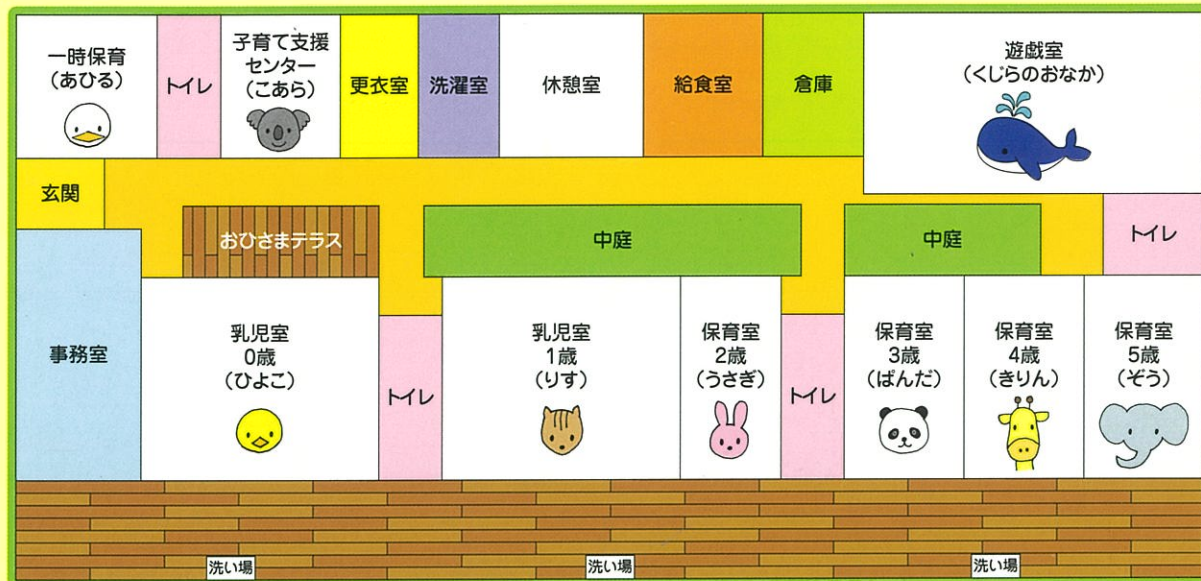 一時保育
(あひる)
トイレ
子育て支援
センター
(こあら)
更衣室
洗濯室
休憩室
給食室
倉庫
遊戯室
(くじらのおなか)
玄関
おひさまテラス
中庭
中庭
トイレ
事務室
乳児室
0歳
(ひよこ)
トイレ
乳児室
1歳
(りす)
保育室
2歳
(うさぎ)
トイレ
保育室
3歳
(ぱんだ)
保育室
4歳
(きりん)
保育室
5歳
(ぞう)
洗い場
洗い場
洗い場